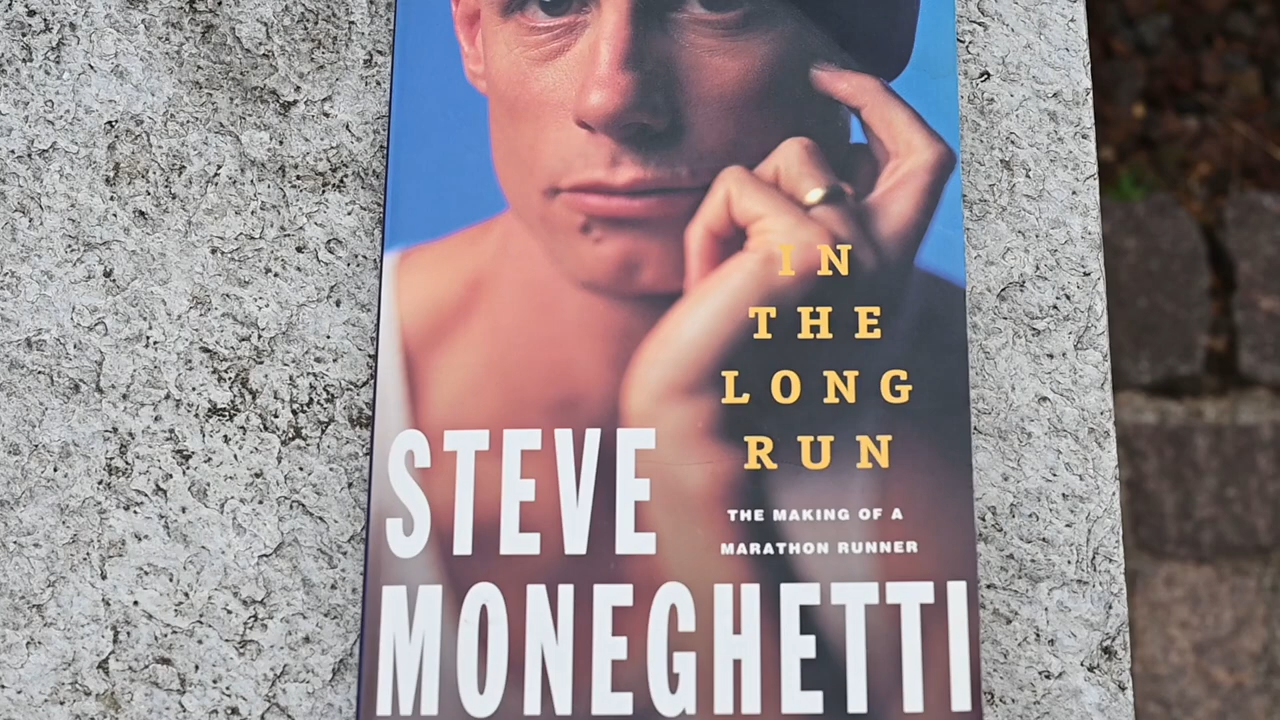 IN
THE
LONG
RUN
STEVE
THE MAKING OF A
MARATHON RUNNER
MONEGHETTI